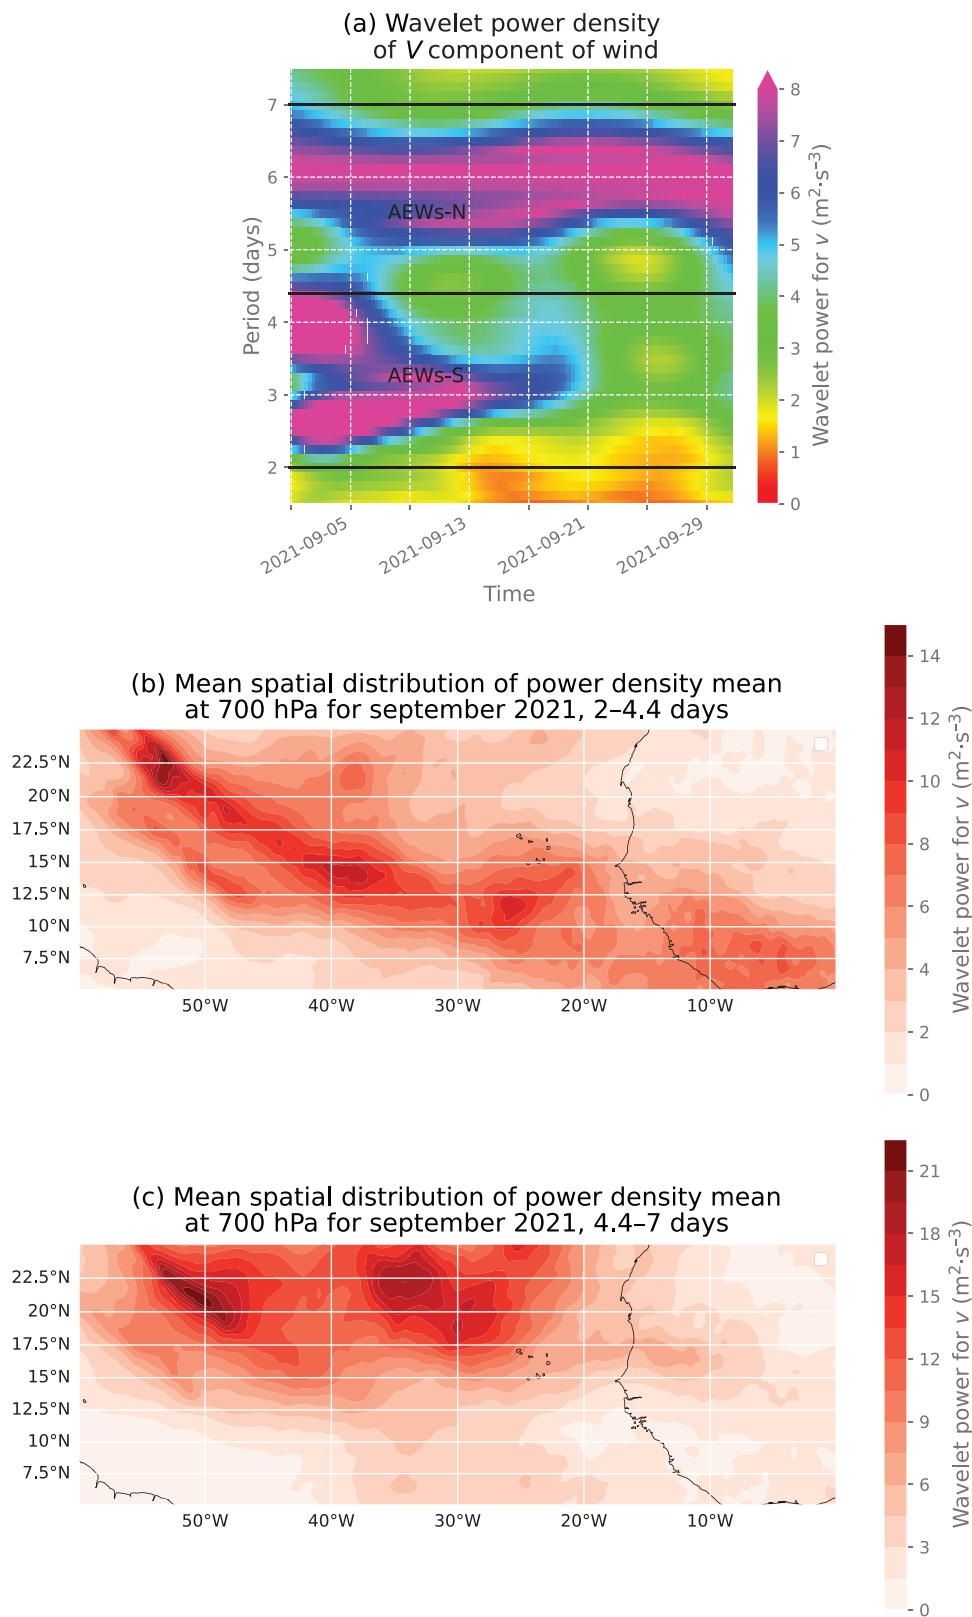 (a) Wavelet power density
of V component of wind
7
6
5
4
3
2
Period (days)
AEWs-N
AEWs-S
2021-09-05
2021-09-13
2021-09-21
2021-09-29
Time
8
7
6
5
4
3
2
1
0
Wavelet power for v (m²·s⁻³)
(b) Mean spatial distribution of power density mean
at 700 hPa for september 2021, 2–4.4 days
22.5°N
20°N
17.5°N
15°N
12.5°N
10°N
7.5°N
50°W
40°W
30°W
20°W
10°W
14
12
10
8
6
4
2
0
Wavelet power for v (m²·s⁻³)
(c) Mean spatial distribution of power density mean
at 700 hPa for september 2021, 4.4–7 days
22.5°N
20°N
17.5°N
15°N
12.5°N
10°N
7.5°N
50°W
40°W
30°W
20°W
10°W
21
18
15
12
9
6
3
0
Wavelet power for v (m²·s⁻³)